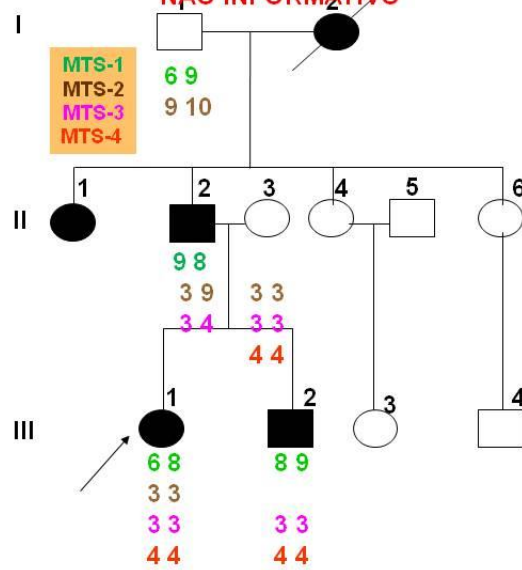 NÃO INFORMATIVO
I
1 2
MTS-1
MTS-2
MTS-3
MTS-4
6 9
9 10
II
1 2 3 4 5 6
9 8
3 9 3 3
3 4 3 3
4 4
III
1 2 3 4
6 8 8 9
3 3
3 3 3 3
4 4 4 4